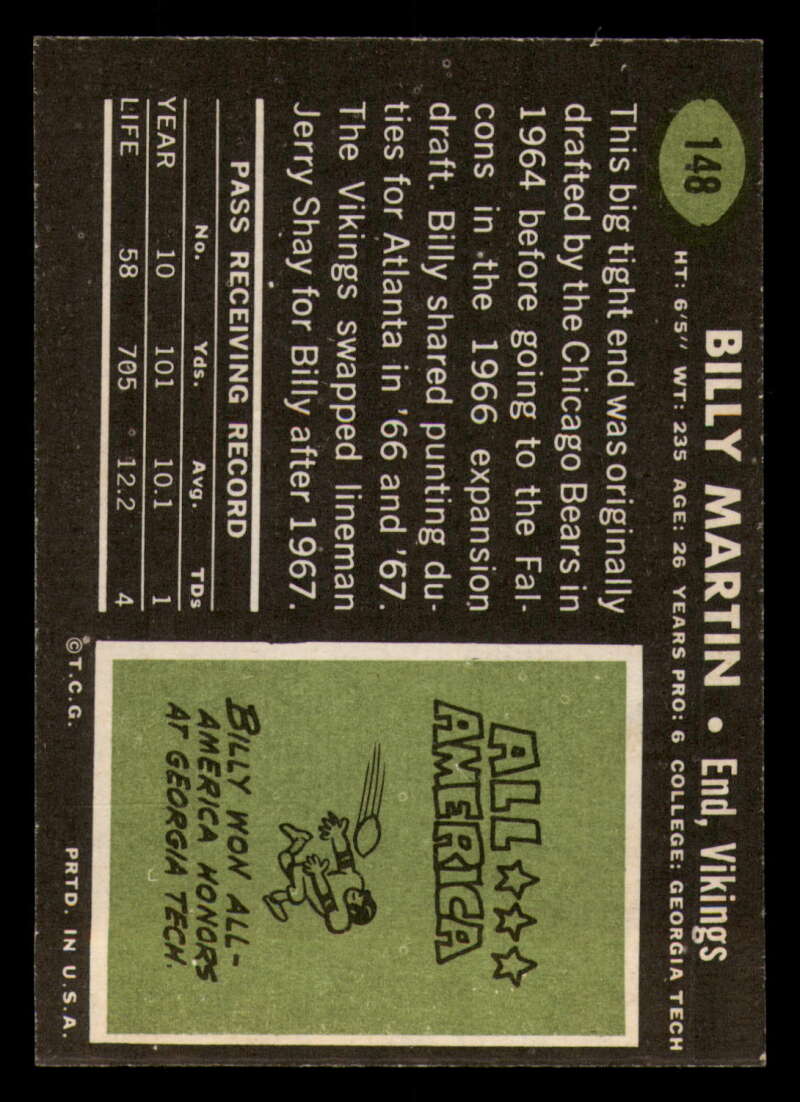 148
BILLY MARTIN • End, Vikings
HT: 6'5" WT: 235 AGE: 26 YEARS PRO: 6 COLLEGE: GEORGIA TECH
This big tight end was originally
drafted by the Chicago Bears in
1964 before going to the Fal-
cons in the 1966 expansion
draft. Billy shared punting du-
ties for Atlanta in '66 and '67.
The Vikings swapped lineman
Jerry Shay for Billy after 1967.
PASS RECEIVING RECORD
No. Yds. Avg. TDs
YEAR 10 101 10.1 1
LIFE 58 705 12.2 4
ALL ★★★
AMERICA
BILLY WON ALL-
AMERICA HONORS
AT GEORGIA TECH.
© T.C.G. PRTD. IN U.S.A.